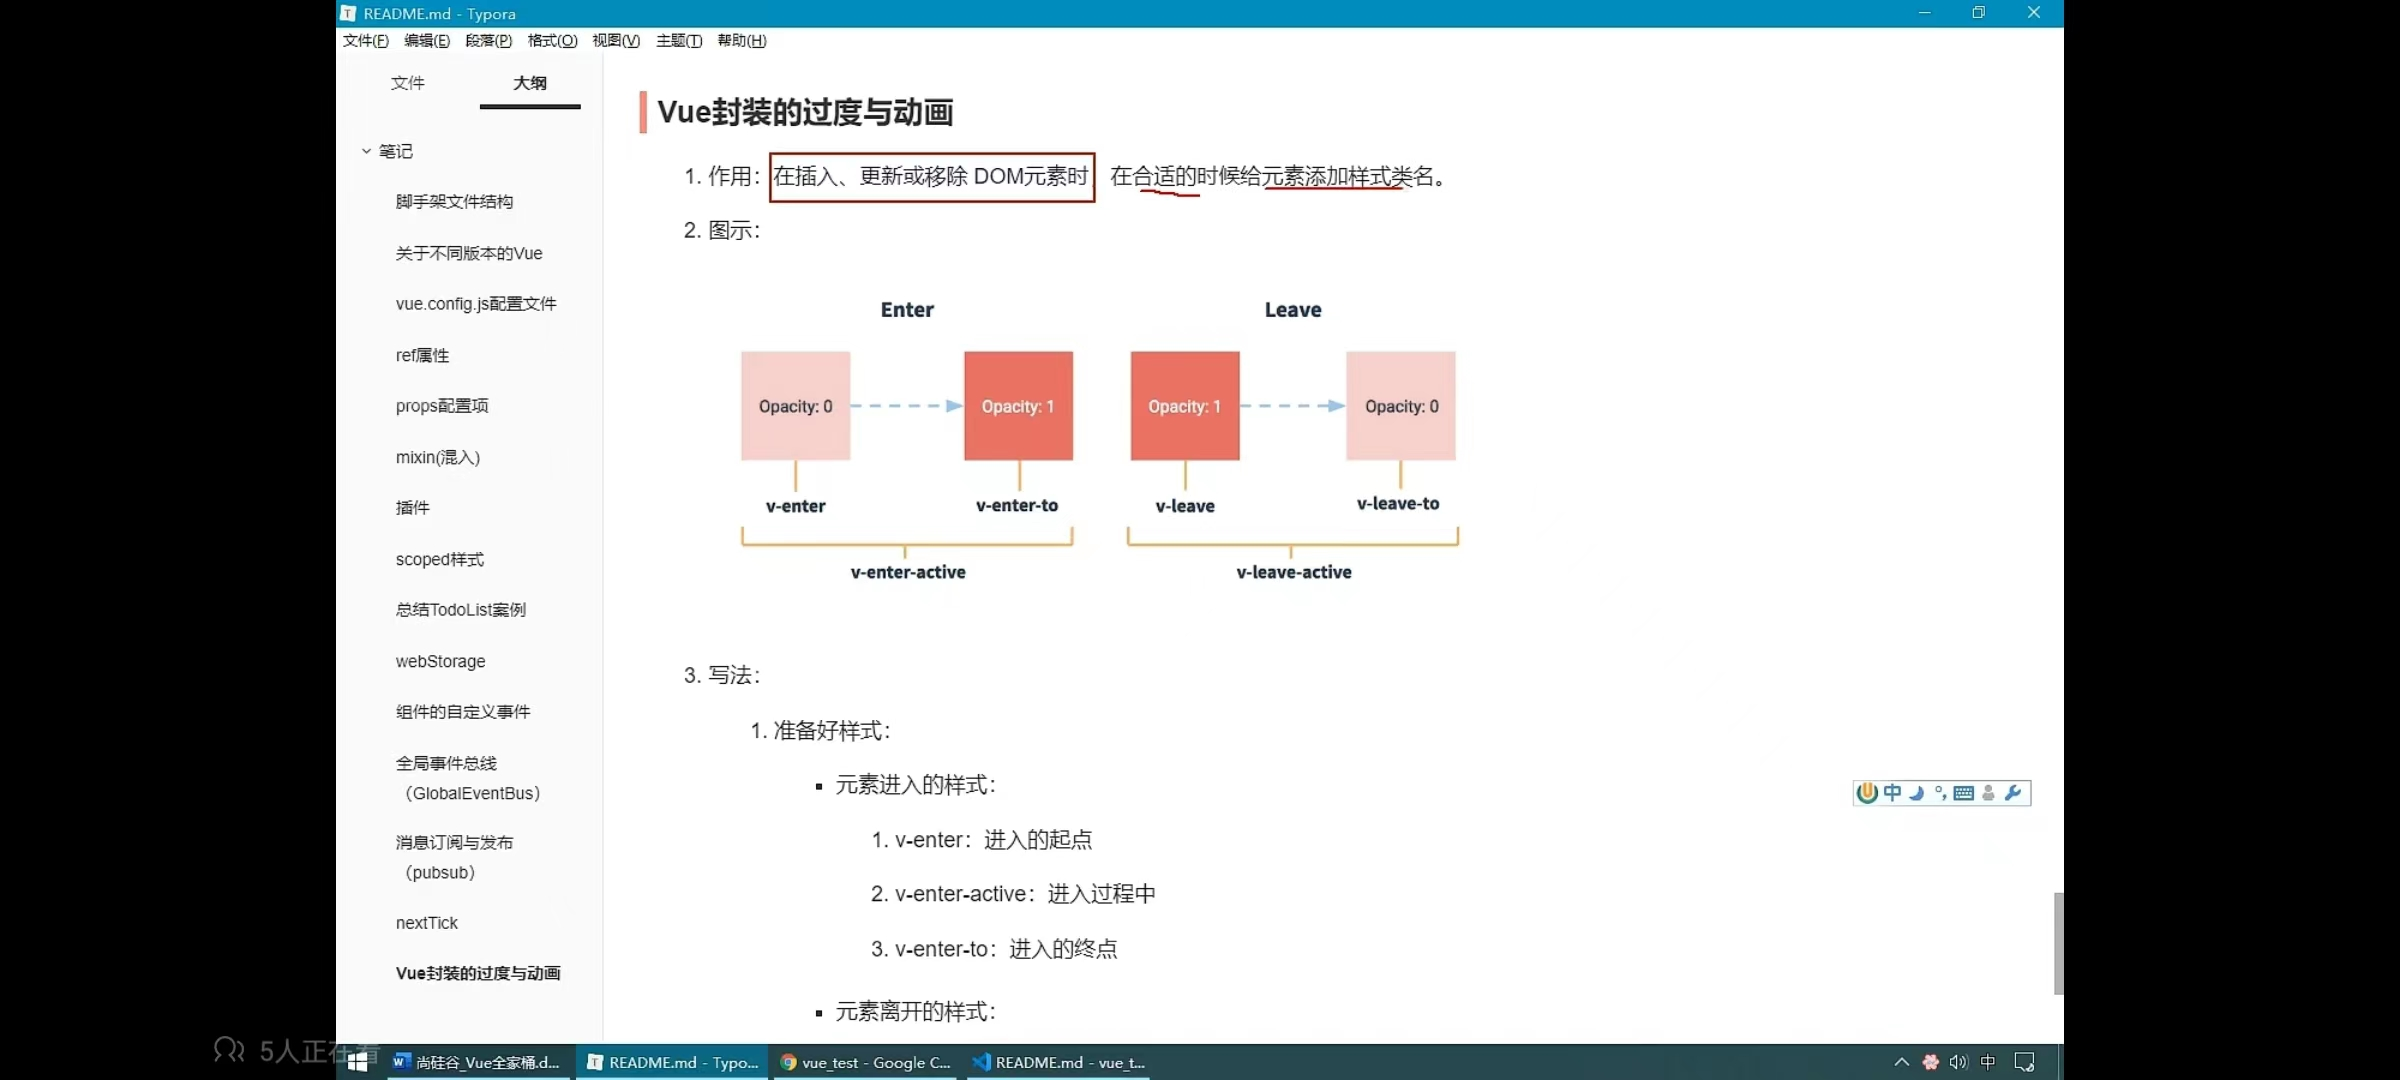 README.md - Typora
文件(F) 编辑(E) 段落(P) 格式(O) 视图(V) 主题(T) 帮助(H)
文件 大纲
笔记
脚手架文件结构
关于不同版本的Vue
vue.config.js配置文件
ref属性
props配置项
mixin(混入)
插件
scoped样式
总结TodoList案例
webStorage
组件的自定义事件
全局事件总线
（GlobalEventBus）
消息订阅与发布
（pubsub）
nextTick
Vue封装的过度与动画
Vue封装的过度与动画
1. 作用：在插入、更新或移除 DOM元素时 在合适的时候给元素添加样式类名。
2. 图示：
Enter Leave
Opacity: 0 Opacity: 1 Opacity: 1 Opacity: 0
v-enter v-enter-to v-leave v-leave-to
v-enter-active v-leave-active
3. 写法：
1. 准备好样式：
▪ 元素进入的样式：
1. v-enter：进入的起点
2. v-enter-active：进入过程中
3. v-enter-to：进入的终点
▪ 元素离开的样式：
中
5人正在看
尚硅谷_Vue全家桶.d... README.md - Typo... vue_test - Google C... README.md - vue_t... 中